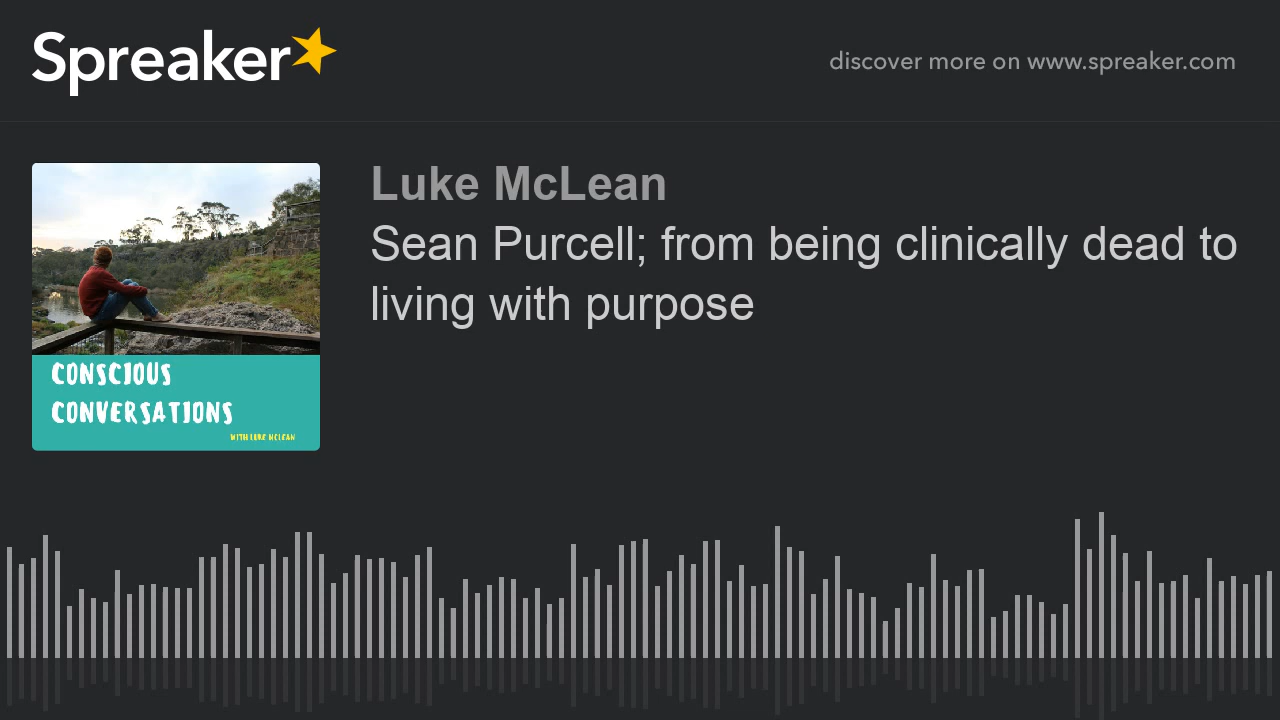 Spreaker
discover more on www.spreaker.com
Luke McLean
Sean Purcell; from being clinically dead to
living with purpose
CONSCIOUS
CONVERSATIONS
WITH LUKE MCLEAN